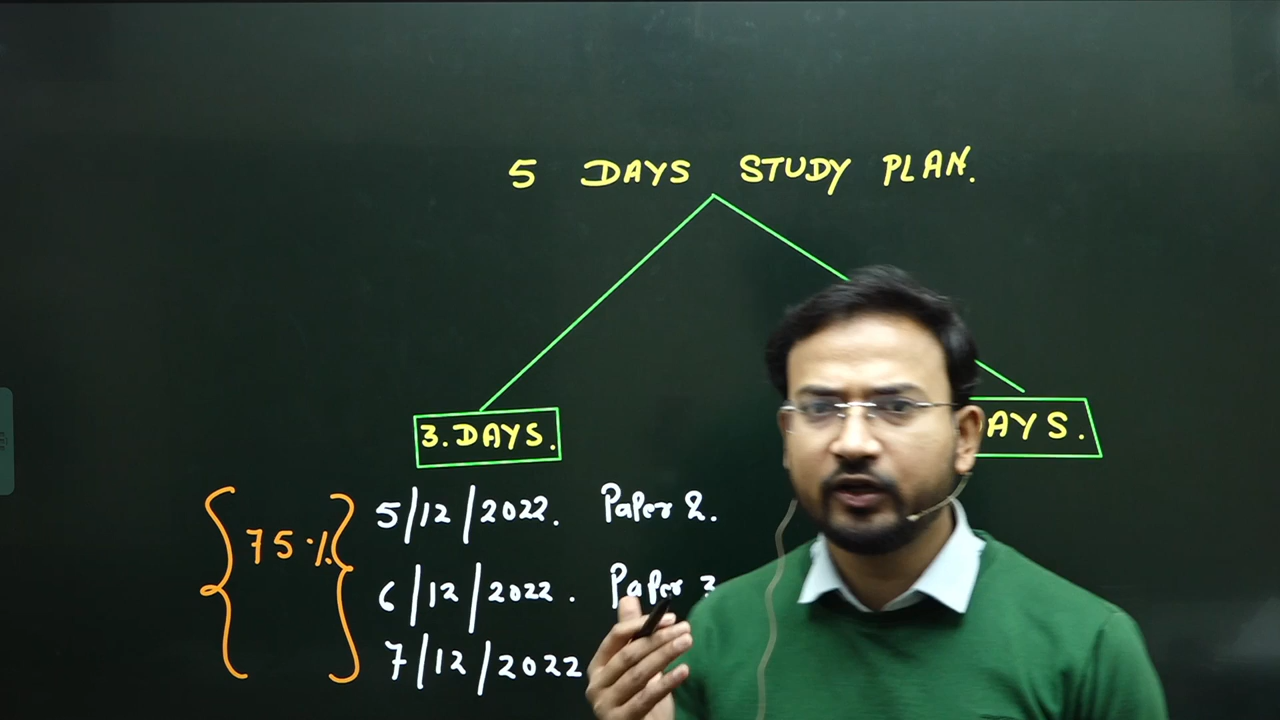 5 DAYS STUDY PLAN.
3.DAYS.
AYS.
75%
5/12/2022. Paper 2.
6/12/2022. Paper 3
7/12/2022